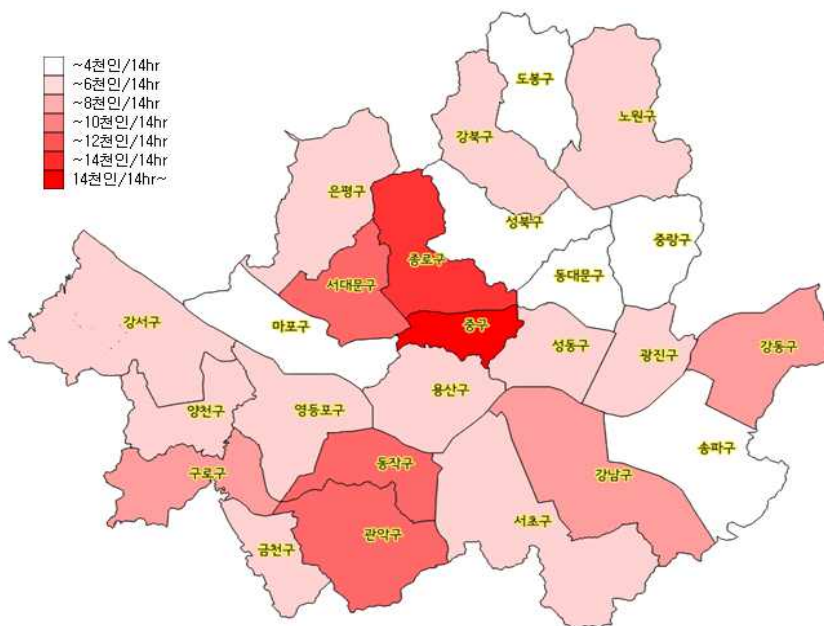 ~4천인/14hr
~6천인/14hr
~8천인/14hr
~10천인/14hr
~12천인/14hr
~14천인/14hr
14천인/14hr~
도봉구
노원구
강북구
은평구
성북구
중랑구
종로구
동대문구
서대문구
강서구
마포구
중구
성동구
광진구
강동구
용산구
양천구
영등포구
송파구
동작구
구로구
강남구
서초구
관악구
금천구